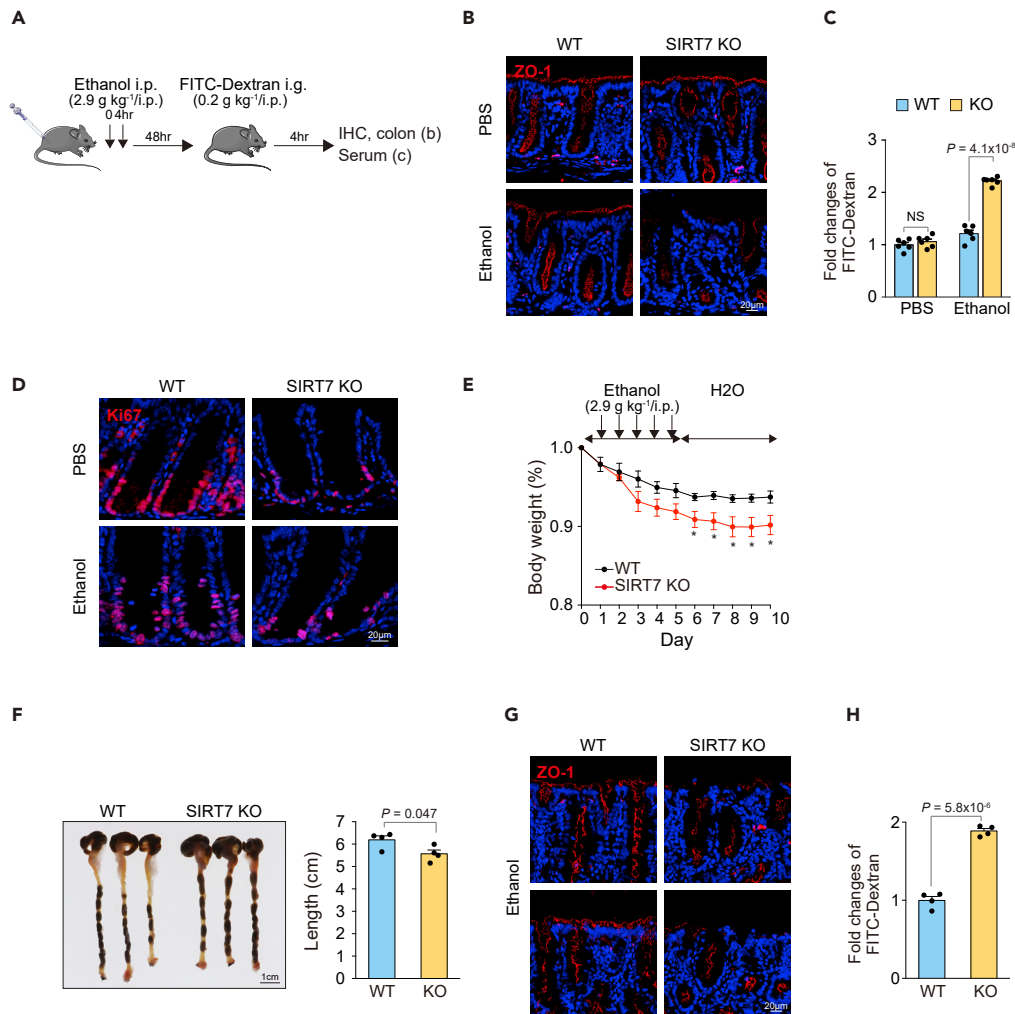 A
Ethanol i.p.
(2.9 g kg⁻¹/i.p.)
0 4hr
48hr
FITC-Dextran i.g.
(0.2 g kg⁻¹/i.p.)
4hr
IHC, colon (b)
Serum (c)
B
WT
SIRT7 KO
ZO-1
PBS
Ethanol
20μm
C
WT
KO
Fold changes of
FITC-Dextran
3
2
1
0
NS
P = 4.1x10⁻⁸
PBS
Ethanol
D
WT
SIRT7 KO
Ki67
PBS
Ethanol
20μm
E
Ethanol
(2.9 g kg⁻¹/i.p.)
H2O
Body weight (%)
1.0
0.9
0.8
WT
SIRT7 KO
* * * * *
0 1 2 3 4 5 6 7 8 9 10
Day
F
WT
SIRT7 KO
1cm
P = 0.047
Length (cm)
7
6
5
4
3
2
1
0
WT
KO
G
WT
SIRT7 KO
ZO-1
Ethanol
20μm
H
P = 5.8x10⁻⁶
Fold changes of
FITC-Dextran
2
1
0
WT
KO